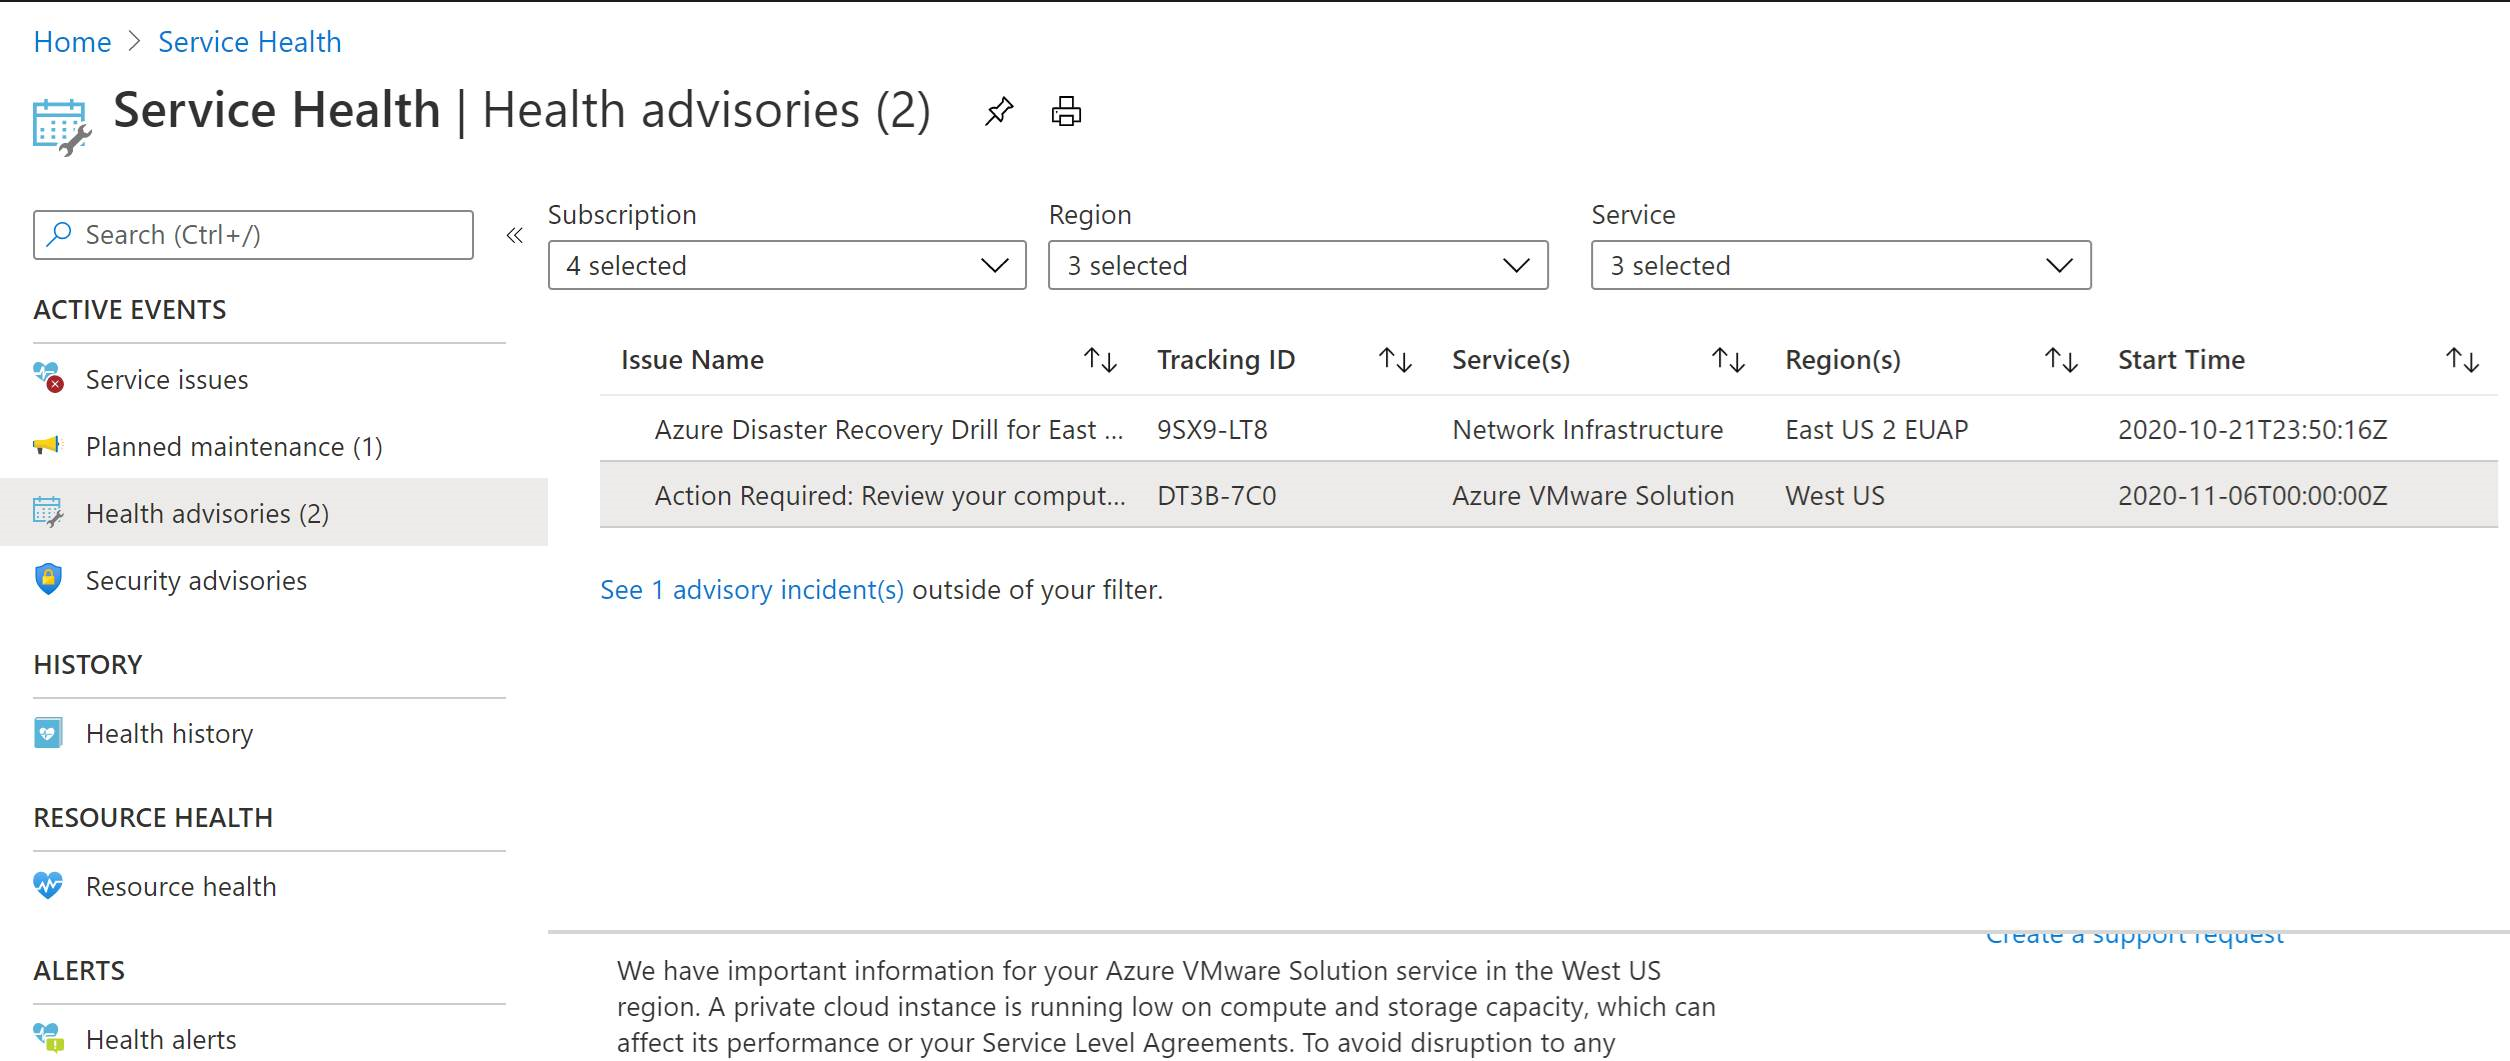 Home > Service Health
Service Health | Health advisories (2)
Search (Ctrl+/)
«
ACTIVE EVENTS
Service issues
Planned maintenance (1)
Health advisories (2)
Security advisories
HISTORY
Health history
RESOURCE HEALTH
Resource health
ALERTS
Health alerts
Subscription Region Service
4 selected 3 selected 3 selected
Issue Name ↑↓ Tracking ID ↑↓ Service(s) ↑↓ Region(s) ↑↓ Start Time ↑↓
Azure Disaster Recovery Drill for East ... 9SX9-LT8 Network Infrastructure East US 2 EUAP 2020-10-21T23:50:16Z
Action Required: Review your comput... DT3B-7C0 Azure VMware Solution West US 2020-11-06T00:00:00Z
See 1 advisory incident(s) outside of your filter.
Create a support request
We have important information for your Azure VMware Solution service in the West US
region. A private cloud instance is running low on compute and storage capacity, which can
affect its performance or your Service Level Agreements. To avoid disruption to any